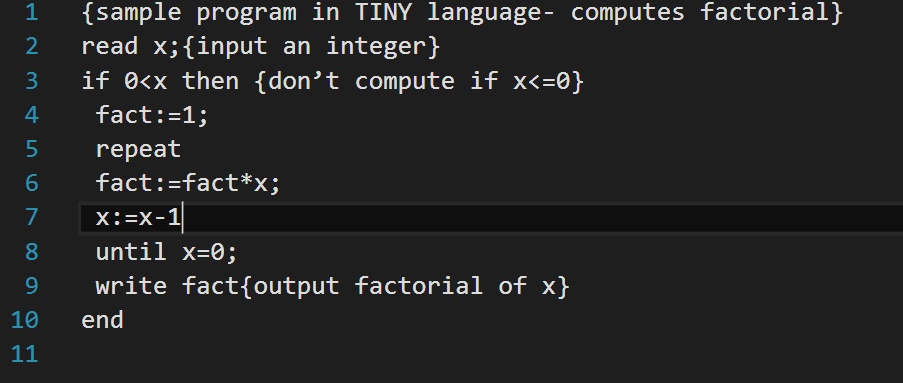 1 {sample program in TINY language- computes factorial}
2 read x;{input an integer}
3 if 0<x then {don’t compute if x<=0}
4 fact:=1;
5 repeat
6 fact:=fact*x;
7 x:=x-1
8 until x=0;
9 write fact{output factorial of x}
10 end
11